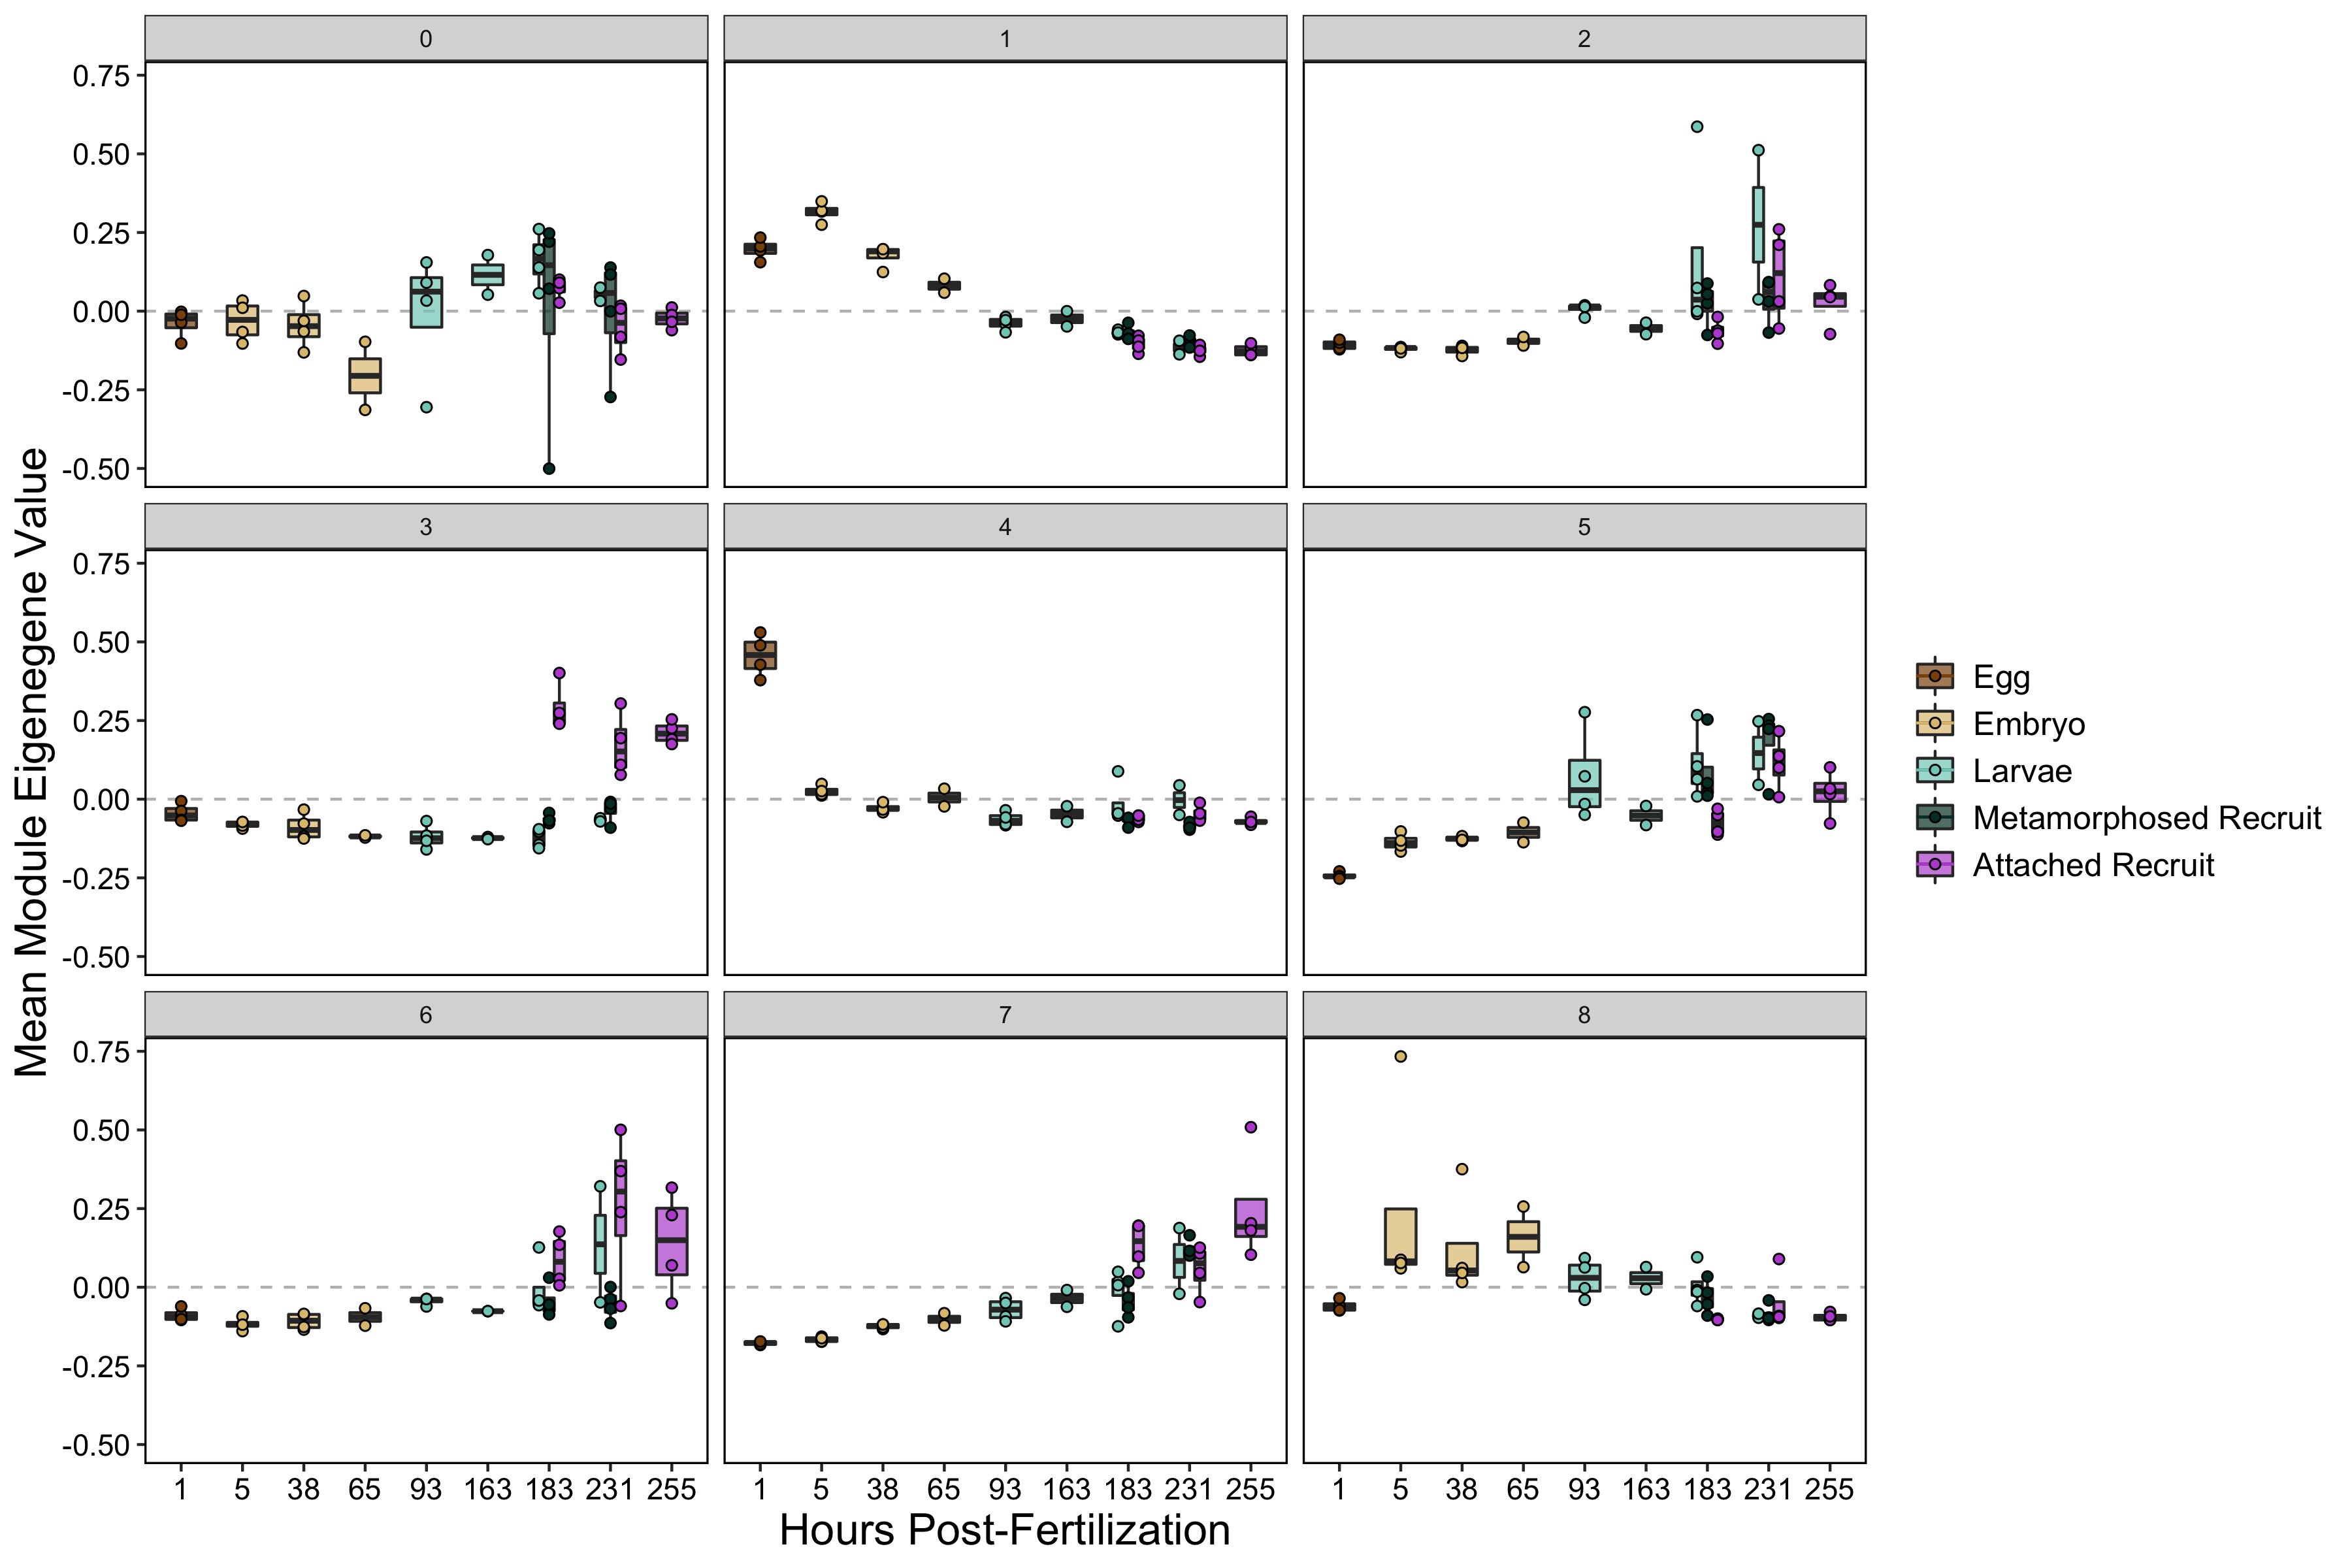 Mean Module Eigenegene Value
0 1 2
0.75
0.50
0.25
0.00
-0.25
-0.50
3 4 5
0.75
0.50
0.25
0.00
-0.25
-0.50
6 7 8
0.75
0.50
0.25
0.00
-0.25
-0.50
1 5 38 65 93 163 183 231 255 1 5 38 65 93 163 183 231 255 1 5 38 65 93 163 183 231 255
Hours Post-Fertilization
Egg
Embryo
Larvae
Metamorphosed Recruit
Attached Recruit